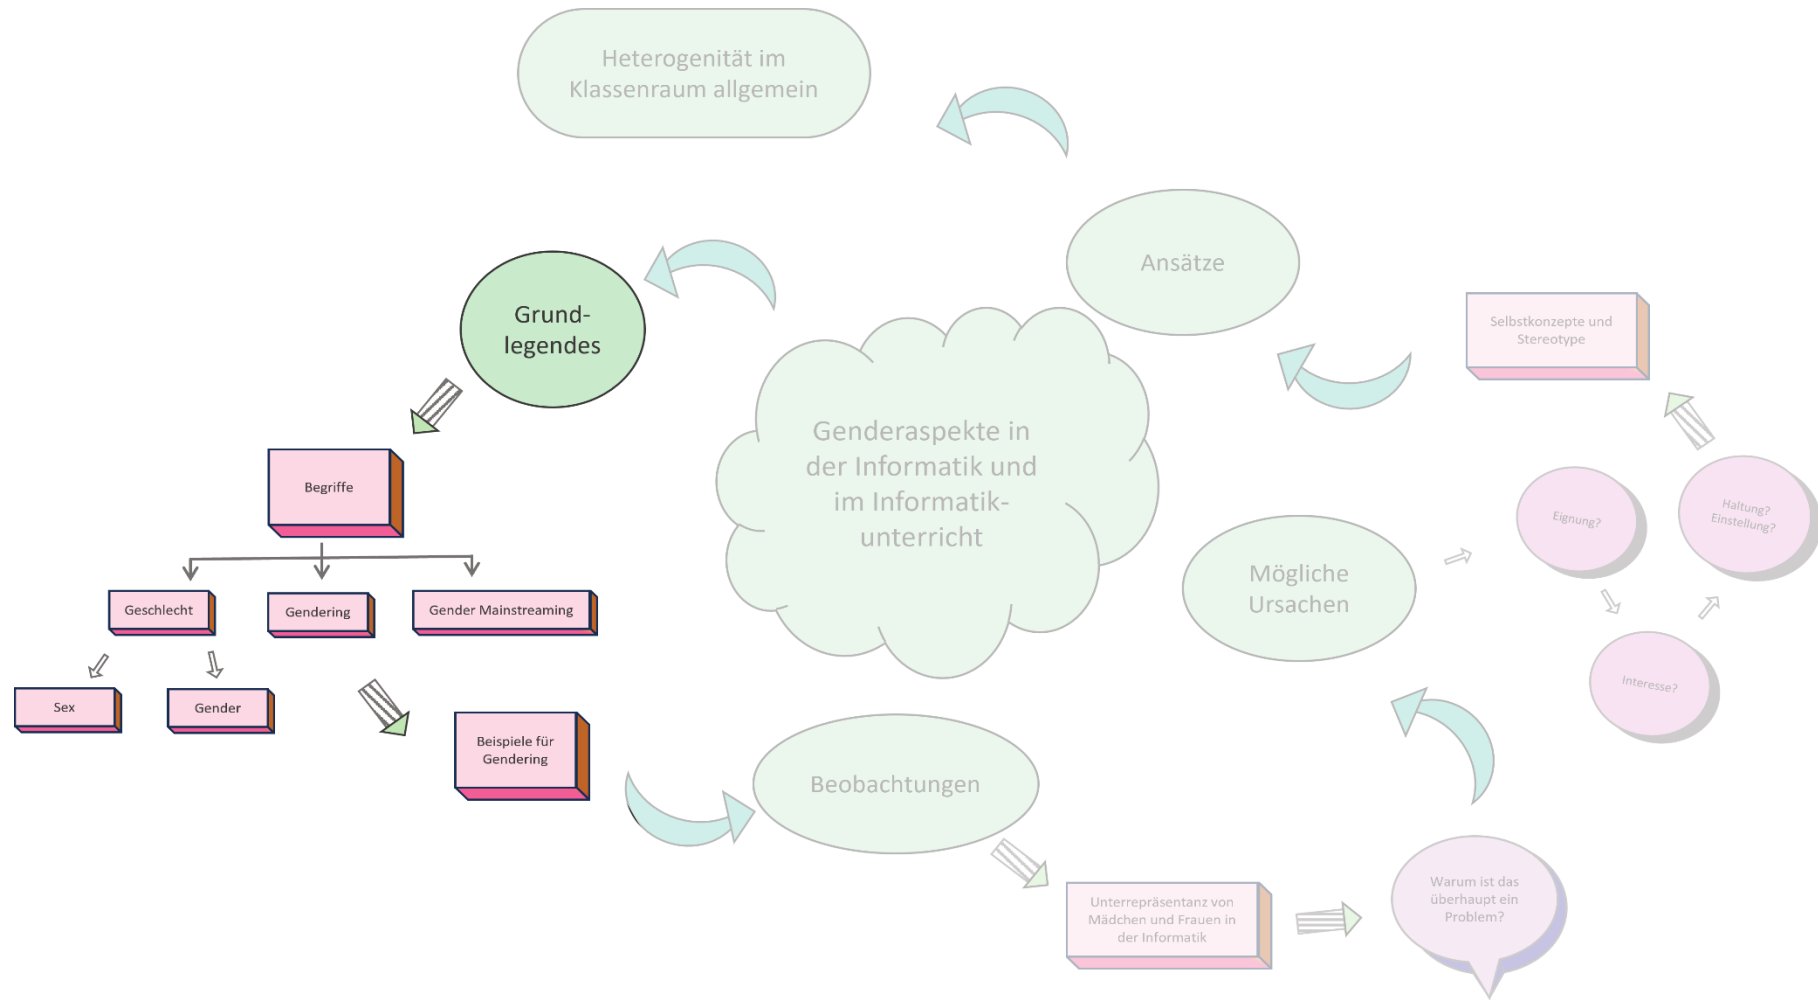 Heterogenität im
Klassenraum allgemein
Ansätze
Grund-
legendes
Selbstkonzepte und
Stereotype
Genderaspekte in
der Informatik und
im Informatik-
unterricht
Begriffe
Eignung?
Haltung?
Einstellung?
Mögliche
Ursachen
Geschlecht
Gendering
Gender Mainstreaming
Interesse?
Sex
Gender
Beispiele für
Gendering
Beobachtungen
Warum ist das
überhaupt ein
Problem?
Unterrepräsentanz von
Mädchen und Frauen in
der Informatik